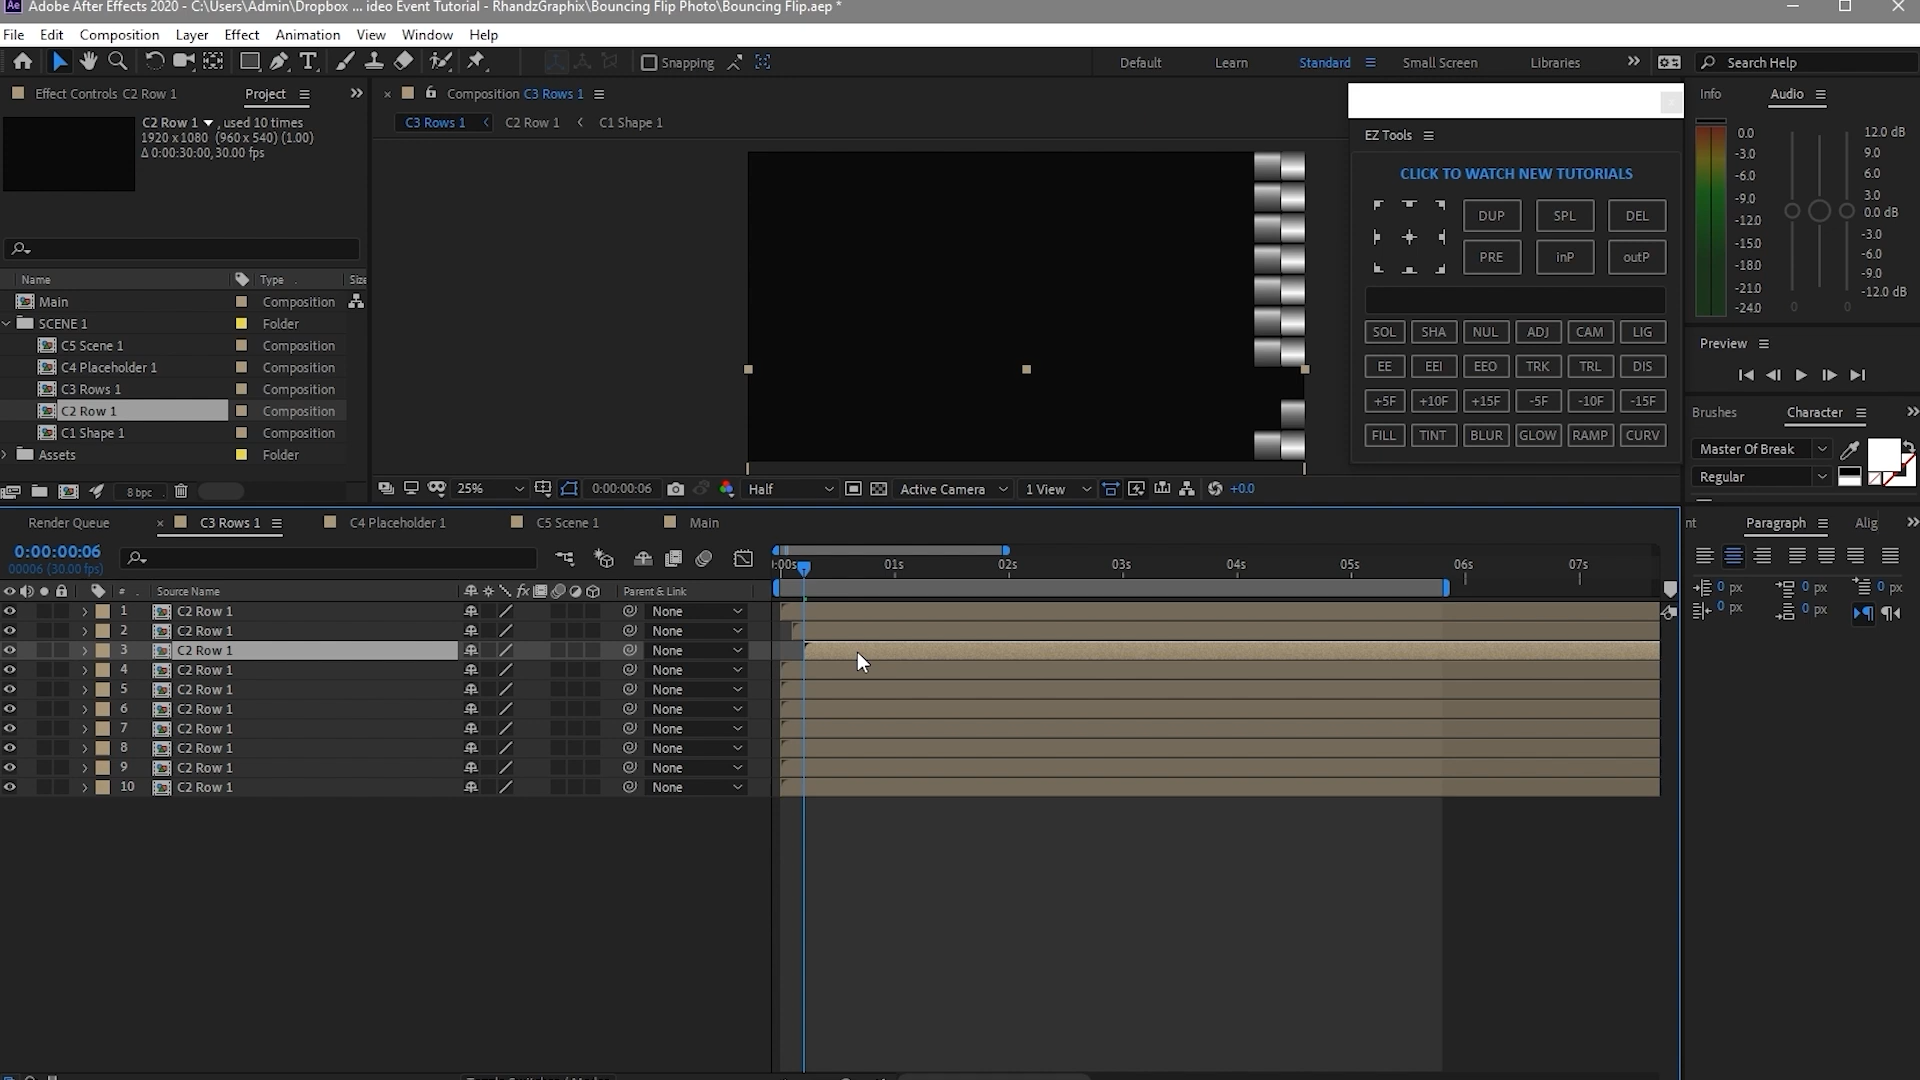 Adobe After Effects 2020 - C:\Users\Admin\Dropbox ... ideo Event Tutorial - RhandzGraphix\Bouncing Flip Photo\Bouncing Flip.aep *
File Edit Composition Layer Effect Animation View Window Help
Snapping Default Learn Standard Small Screen Libraries Search Help
Effect Controls C2 Row 1 Project
C2 Row 1 , used 10 times
1920 x 1080 (960 x 540) (1.00)
Δ 0:00:30:00, 30.00 fps
Name Type Size
Main Composition
SCENE 1 Folder
C5 Scene 1 Composition
C4 Placeholder 1 Composition
C3 Rows 1 Composition
C2 Row 1 Composition
C1 Shape 1 Composition
Assets Folder
8 bpc
Composition C3 Rows 1
C3 Rows 1 C2 Row 1 C1 Shape 1
25% 0:00:00:06 Half Active Camera 1 View +0.0
EZ Tools
CLICK TO WATCH NEW TUTORIALS
DUP SPL DEL
PRE inP outP
SOL SHA NUL ADJ CAM LIG
EE EEI EEO TRK TRL DIS
+5F +10F +15F -5F -10F -15F
FILL TINT BLUR GLOW RAMP CURV
Info Audio
0.0 12.0 dB
-3.0 9.0
-6.0 6.0
-9.0 3.0
-12.0 0.0 dB
-15.0 -3.0
-18.0 -6.0
-21.0 -9.0
-24.0 0 0 -12.0 dB
Preview
Brushes Character
Master Of Break
Regular
nt Paragraph Alig
0 px 0 px 0 px
0 px 0 px
Render Queue C3 Rows 1 C4 Placeholder 1 C5 Scene 1 Main
0:00:00:06
00006 (30.00 fps)
:00s 01s 02s 03s 04s 05s 06s 07s
# Source Name Parent & Link
1 C2 Row 1 None
2 C2 Row 1 None
3 C2 Row 1 None
4 C2 Row 1 None
5 C2 Row 1 None
6 C2 Row 1 None
7 C2 Row 1 None
8 C2 Row 1 None
9 C2 Row 1 None
10 C2 Row 1 None